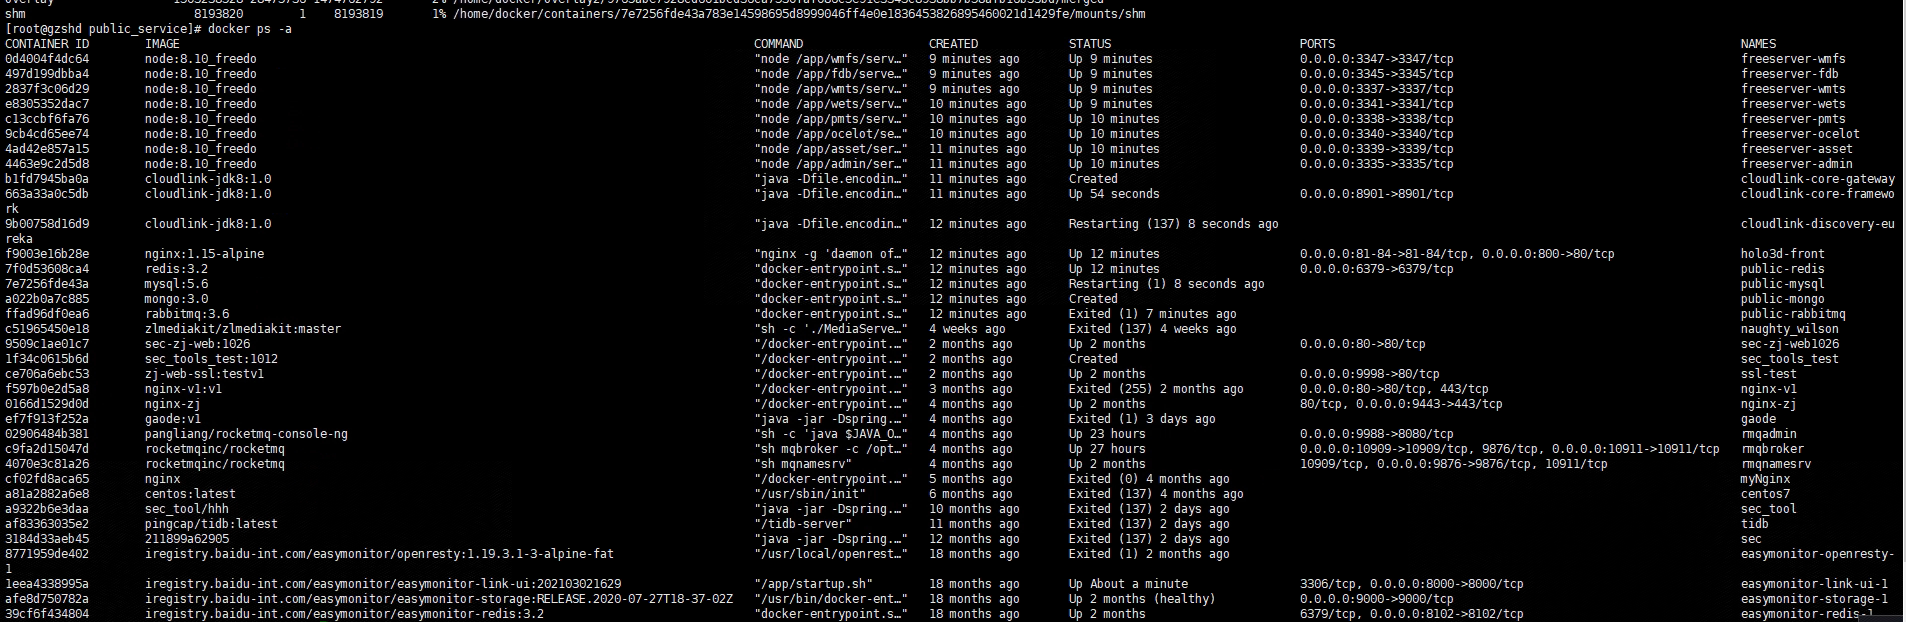 shm 8193820 1 8193819 1% /home/docker/containers/7e7256fde43a783e14598695d8999046ff4e0e1836453826895460021d1429fe/mounts/shm
[root@gzshd public_service]# docker ps -a
CONTAINER ID IMAGE COMMAND CREATED STATUS PORTS NAMES
0d4004f4dc64 node:8.10_freedo "node /app/wmfs/serv…" 9 minutes ago Up 9 minutes 0.0.0.0:3347->3347/tcp freeserver-wmfs
497d199dbba4 node:8.10_freedo "node /app/fdb/serve…" 9 minutes ago Up 9 minutes 0.0.0.0:3345->3345/tcp freeserver-fdb
2837f3c06d29 node:8.10_freedo "node /app/wmts/serv…" 9 minutes ago Up 9 minutes 0.0.0.0:3337->3337/tcp freeserver-wmts
e8305352dac7 node:8.10_freedo "node /app/wets/serv…" 10 minutes ago Up 9 minutes 0.0.0.0:3341->3341/tcp freeserver-wets
c13ccbf6fa76 node:8.10_freedo "node /app/pmts/serv…" 10 minutes ago Up 10 minutes 0.0.0.0:3338->3338/tcp freeserver-pmts
9cb4cd65ee74 node:8.10_freedo "node /app/ocelot/se…" 10 minutes ago Up 10 minutes 0.0.0.0:3340->3340/tcp freeserver-ocelot
4ad42e857a15 node:8.10_freedo "node /app/asset/ser…" 11 minutes ago Up 10 minutes 0.0.0.0:3339->3339/tcp freeserver-asset
4463e9c2d5d8 node:8.10_freedo "node /app/admin/ser…" 11 minutes ago Up 10 minutes 0.0.0.0:3335->3335/tcp freeserver-admin
b1fd7945ba0a cloudlink-jdk8:1.0 "java -Dfile.encodin…" 11 minutes ago Created cloudlink-core-gateway
663a33a0c5db cloudlink-jdk8:1.0 "java -Dfile.encodin…" 11 minutes ago Up 54 seconds 0.0.0.0:8901->8901/tcp cloudlink-core-framewo
rk
9b00758d16d9 cloudlink-jdk8:1.0 "java -Dfile.encodin…" 12 minutes ago Restarting (137) 8 seconds ago cloudlink-discovery-eu
reka
f9003e16b28e nginx:1.15-alpine "nginx -g 'daemon of…" 12 minutes ago Up 12 minutes 0.0.0.0:81-84->81-84/tcp, 0.0.0.0:800->80/tcp holo3d-front
7f0d53608ca4 redis:3.2 "docker-entrypoint.s…" 12 minutes ago Up 12 minutes 0.0.0.0:6379->6379/tcp public-redis
7e7256fde43a mysql:5.6 "docker-entrypoint.s…" 12 minutes ago Restarting (1) 8 seconds ago public-mysql
a022b0a7c885 mongo:3.0 "docker-entrypoint.s…" 12 minutes ago Created public-mongo
ffad96df0ea6 rabbitmq:3.6 "docker-entrypoint.s…" 12 minutes ago Exited (1) 7 minutes ago public-rabbitmq
c51965450e18 zlmediakit/zlmediakit:master "sh -c './MediaServe…" 4 weeks ago Exited (137) 4 weeks ago naughty_wilson
9509c1ae01c7 sec-zj-web:1026 "/docker-entrypoint.…" 2 months ago Up 2 months 0.0.0.0:80->80/tcp sec-zj-web1026
1f34c0615b6d sec_tools_test:1012 "/docker-entrypoint.…" 2 months ago Created sec_tools_test
ce706a6ebc53 zj-web-ssl:testv1 "/docker-entrypoint.…" 2 months ago Up 2 months 0.0.0.0:9998->80/tcp ssl-test
f597b0e2d5a8 nginx-v1:v1 "/docker-entrypoint.…" 3 months ago Exited (255) 2 months ago 0.0.0.0:80->80/tcp, 443/tcp nginx-v1
0166d1529d0d nginx-zj "/docker-entrypoint.…" 4 months ago Up 2 months 80/tcp, 0.0.0.0:9443->443/tcp nginx-zj
ef7f913f252a gaode:v1 "java -jar -Dspring.…" 4 months ago Exited (1) 3 days ago gaode
02906484b381 pangliang/rocketmq-console-ng "sh -c 'java $JAVA_O…" 4 months ago Up 23 hours 0.0.0.0:9988->8080/tcp rmqadmin
c9fa2d15047d rocketmqinc/rocketmq "sh mqbroker -c /opt…" 4 months ago Up 27 hours 0.0.0.0:10909->10909/tcp, 9876/tcp, 0.0.0.0:10911->10911/tcp rmqbroker
4070e3c81a26 rocketmqinc/rocketmq "sh mqnamesrv" 4 months ago Up 2 months 10909/tcp, 0.0.0.0:9876->9876/tcp, 10911/tcp rmqnamesrv
cf02fd8aca65 nginx "/docker-entrypoint.…" 5 months ago Exited (0) 4 months ago myNginx
a81a2882a6e8 centos:latest "/usr/sbin/init" 6 months ago Exited (137) 4 months ago centos7
a9322b6e3daa sec_tool/hhh "java -jar -Dspring.…" 10 months ago Exited (137) 2 days ago sec_tool
af83363035e2 pingcap/tidb:latest "/tidb-server" 11 months ago Exited (137) 2 days ago tidb
3184d33aeb45 211899a62905 "java -jar -Dspring.…" 12 months ago Exited (137) 2 days ago sec
8771959de402 iregistry.baidu-int.com/easymonitor/openresty:1.19.3.1-3-alpine-fat "/usr/local/openrest…" 18 months ago Exited (1) 2 months ago easymonitor-openresty-
1
1eea4338995a iregistry.baidu-int.com/easymonitor/easymonitor-link-ui:202103021629 "/app/startup.sh" 18 months ago Up About a minute 3306/tcp, 0.0.0.0:8000->8000/tcp easymonitor-link-ui-1
afe8d750782a iregistry.baidu-int.com/easymonitor/easymonitor-storage:RELEASE.2020-07-27T18-37-02Z "/usr/bin/docker-ent…" 18 months ago Up 2 months (healthy) 0.0.0.0:9000->9000/tcp easymonitor-storage-1
39cf6f434804 iregistry.baidu-int.com/easymonitor/easymonitor-redis:3.2 "docker-entrypoint.s…" 18 months ago Up 2 months 6379/tcp, 0.0.0.0:8102->8102/tcp easymonitor-redis-1